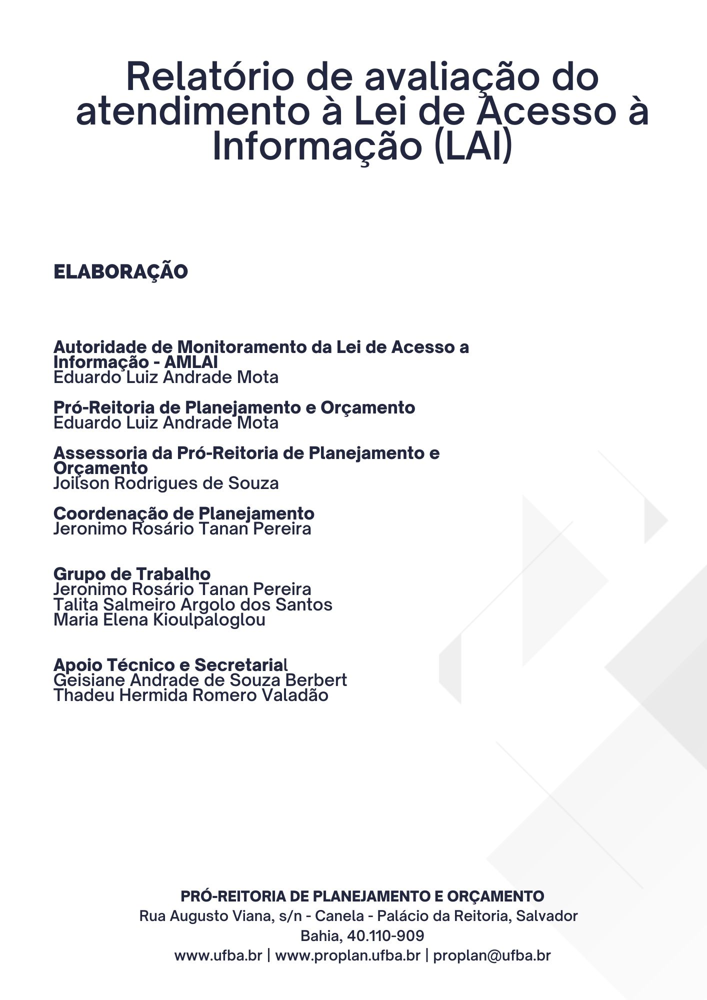 Relatório de avaliação do
atendimento à Lei de Acesso à
Informação (LAI)
ELABORAÇÃO
Autoridade de Monitoramento da Lei de Acesso a
Informação - AMLAI
Eduardo Luiz Andrade Mota
Pró-Reitoria de Planejamento e Orçamento
Eduardo Luiz Andrade Mota
Assessoria da Pró-Reitoria de Planejamento e
Orçamento
Joilson Rodrigues de Souza
Coordenação de Planejamento
Jeronimo Rosário Tanan Pereira
Grupo de Trabalho
Jeronimo Rosário Tanan Pereira
Talita Salmeiro Argolo dos Santos
Maria Elena Kioulpaloglou
Apoio Técnico e Secretarial
Geisiane Andrade de Souza Berbert
Thadeu Hermida Romero Valadão
PRÓ-REITORIA DE PLANEJAMENTO E ORÇAMENTO
Rua Augusto Viana, s/n - Canela - Palácio da Reitoria, Salvador
Bahia, 40.110-909
www.ufba.br | www.proplan.ufba.br | proplan@ufba.br